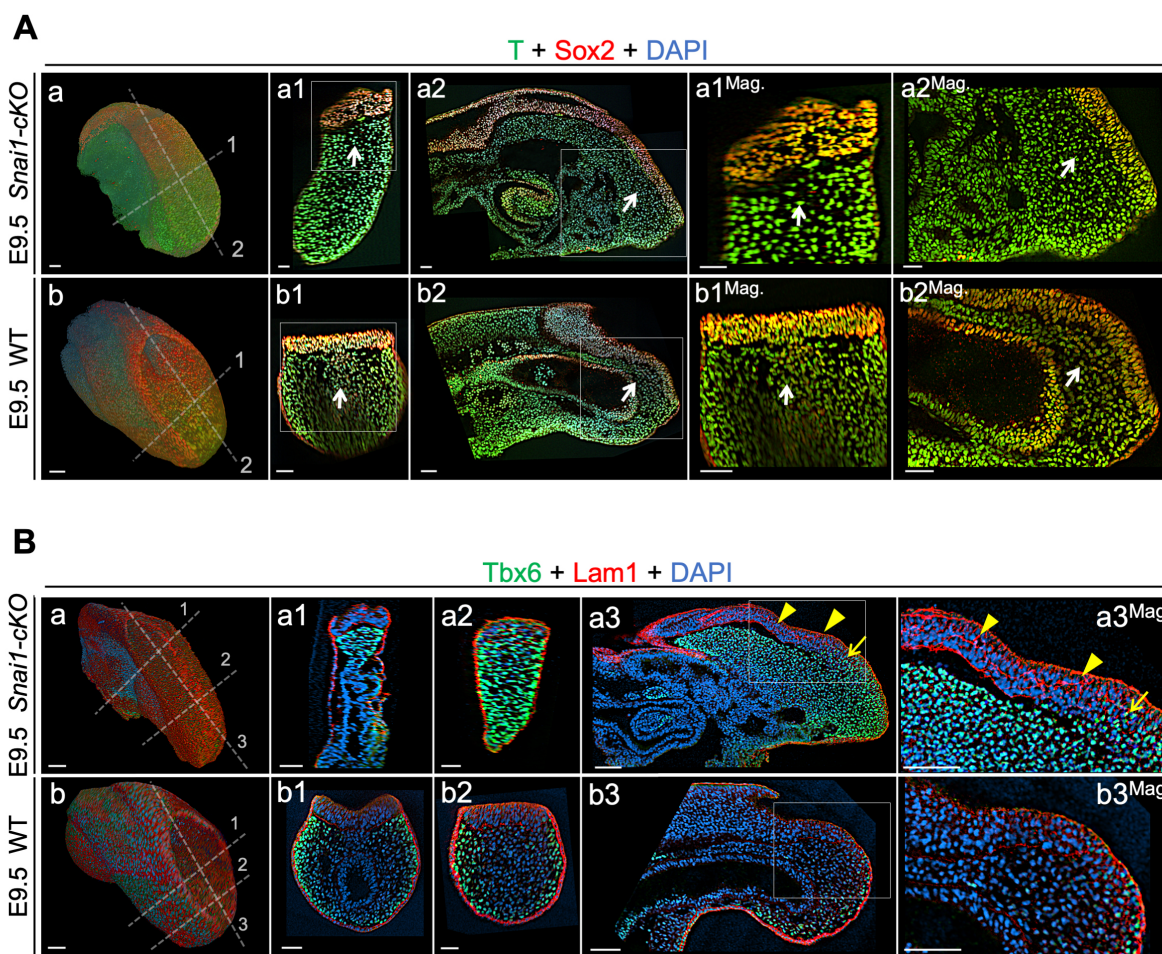 A
T + Sox2 + DAPI
E9.5 Snai1-cKO
a
1
2
a1
a2
a1Mag.
a2Mag.
E9.5 WT
b
1
2
b1
b2
b1Mag.
b2Mag.
B
Tbx6 + Lam1 + DAPI
E9.5 Snai1-cKO
a
1
2
3
a1
a2
a3
a3Mag
E9.5 WT
b
1
2
3
b1
b2
b3
b3Mag